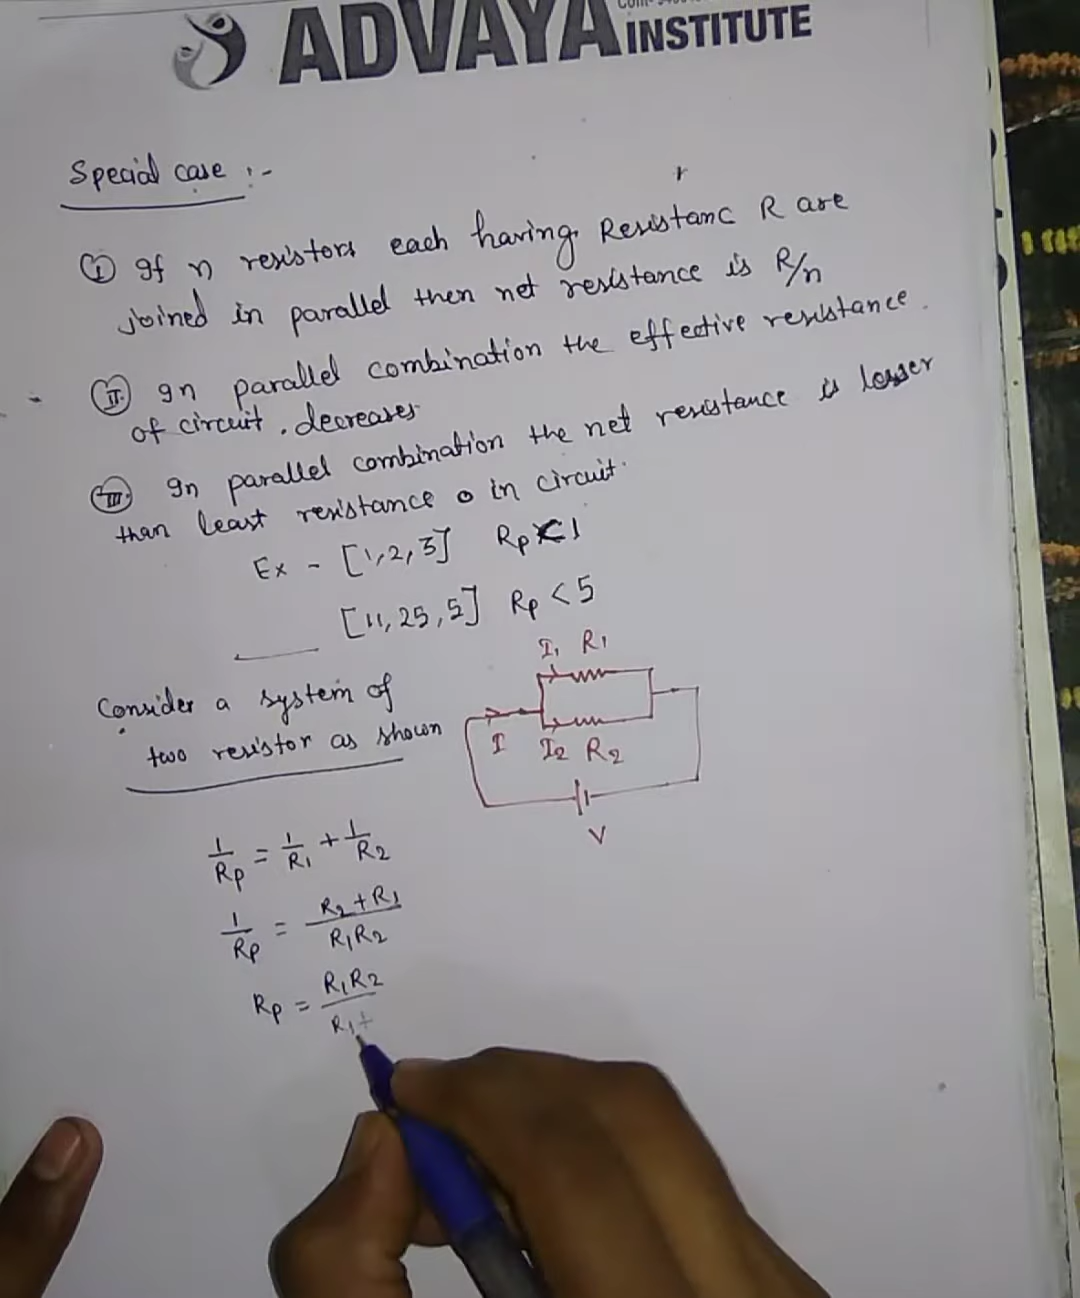 ADVAYA INSTITUTE
Special case :-
r
(I) If n resistors each having Resistanc R are
joined in parallel then net resistance is R/n
(II) In parallel combination the effective resistance.
of circuit. decreases
(III) In parallel combination the net resistance is lesser
than least resistance in circuit.
Ex - [1, 2, 3] Rp < 1
[11, 25, 5] Rp < 5
Consider a system of
two resistor as shown
I1 R1
I I2 R2
V
1/Rp = 1/R1 + 1/R2
1/Rp = R2+R1/R1R2
Rp = R1R2/R1+